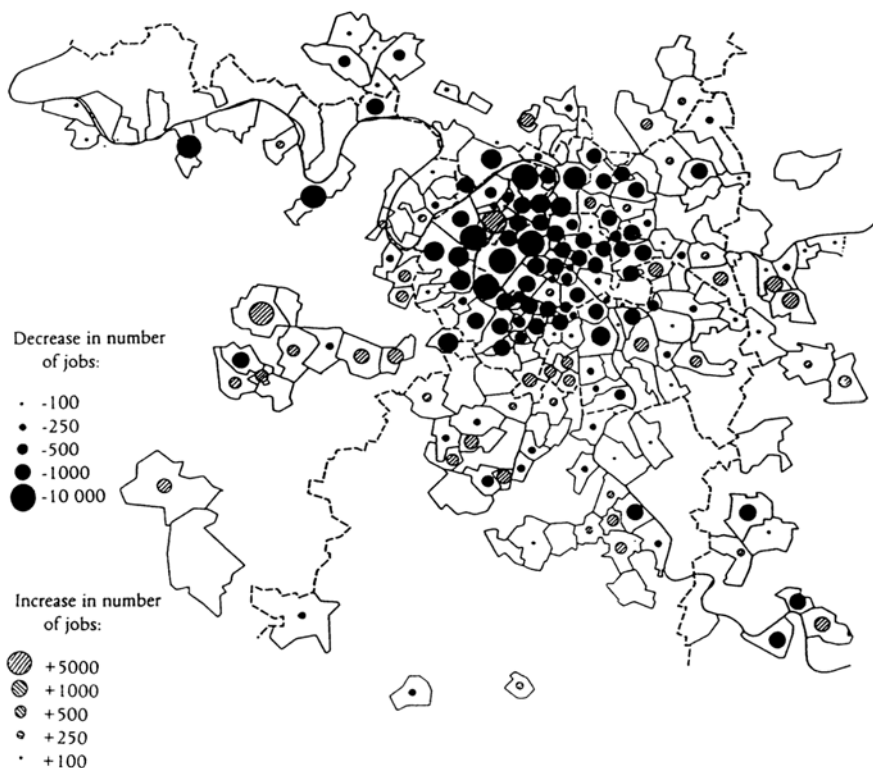 Decrease in number
of jobs:
-100
-250
-500
-1000
-10 000
Increase in number
of jobs:
+5000
+1000
+500
+250
+100